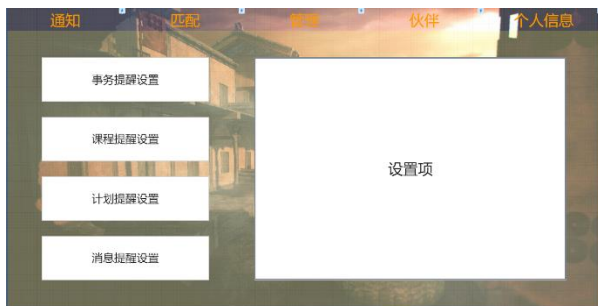 通知
匹配
管理
伙伴
个人信息
事务提醒设置
课程提醒设置
计划提醒设置
消息提醒设置
设置项